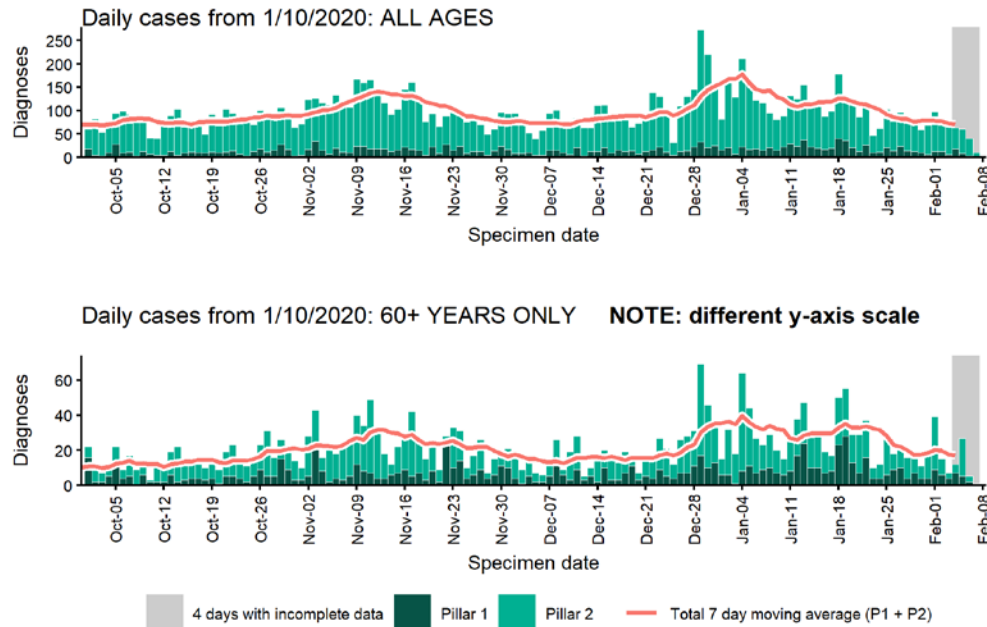 Daily cases from 1/10/2020: ALL AGES
Diagnoses
250
200
150
100
50
0
Oct-05
Oct-12
Oct-19
Oct-26
Nov-02
Nov-09
Nov-16
Nov-23
Nov-30
Dec-07
Dec-14
Dec-21
Dec-28
Jan-04
Jan-11
Jan-18
Jan-25
Feb-01
Feb-08
Specimen date
Daily cases from 1/10/2020: 60+ YEARS ONLY NOTE: different y-axis scale
Diagnoses
60
40
20
0
Oct-05
Oct-12
Oct-19
Oct-26
Nov-02
Nov-09
Nov-16
Nov-23
Nov-30
Dec-07
Dec-14
Dec-21
Dec-28
Jan-04
Jan-11
Jan-18
Jan-25
Feb-01
Feb-08
Specimen date
4 days with incomplete data Pillar 1 Pillar 2 Total 7 day moving average (P1 + P2)